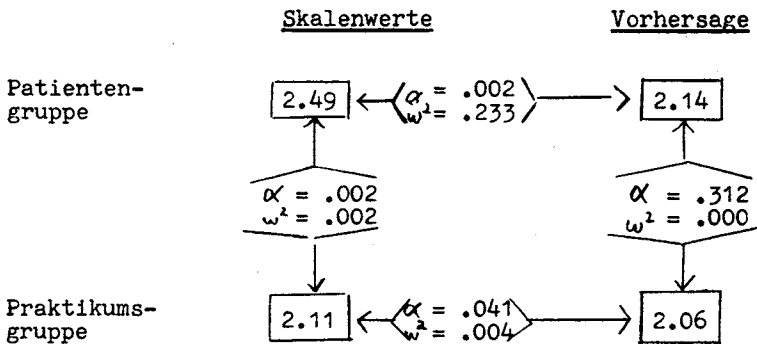 Skalenwerte Vorhersage
Patienten-
gruppe
2.49
α = .002
ω² = .233
2.14
α = .002
ω² = .002
α = .312
ω² = .000
Praktikums-
gruppe
2.11
α = .041
ω² = .004
2.06